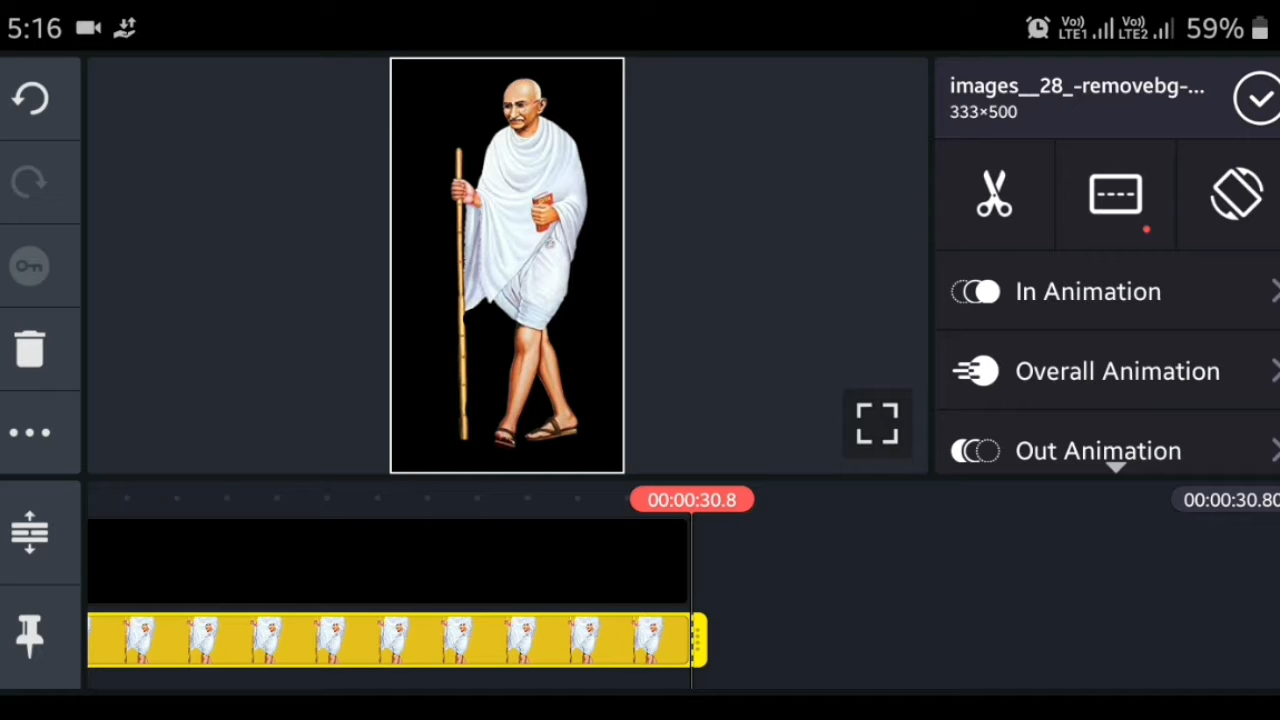 5:16
Vo)) LTE1 Vo)) LTE2 59%
images__28_-removebg-...
333×500
In Animation
Overall Animation
Out Animation
00:00:30.8
00:00:30.80